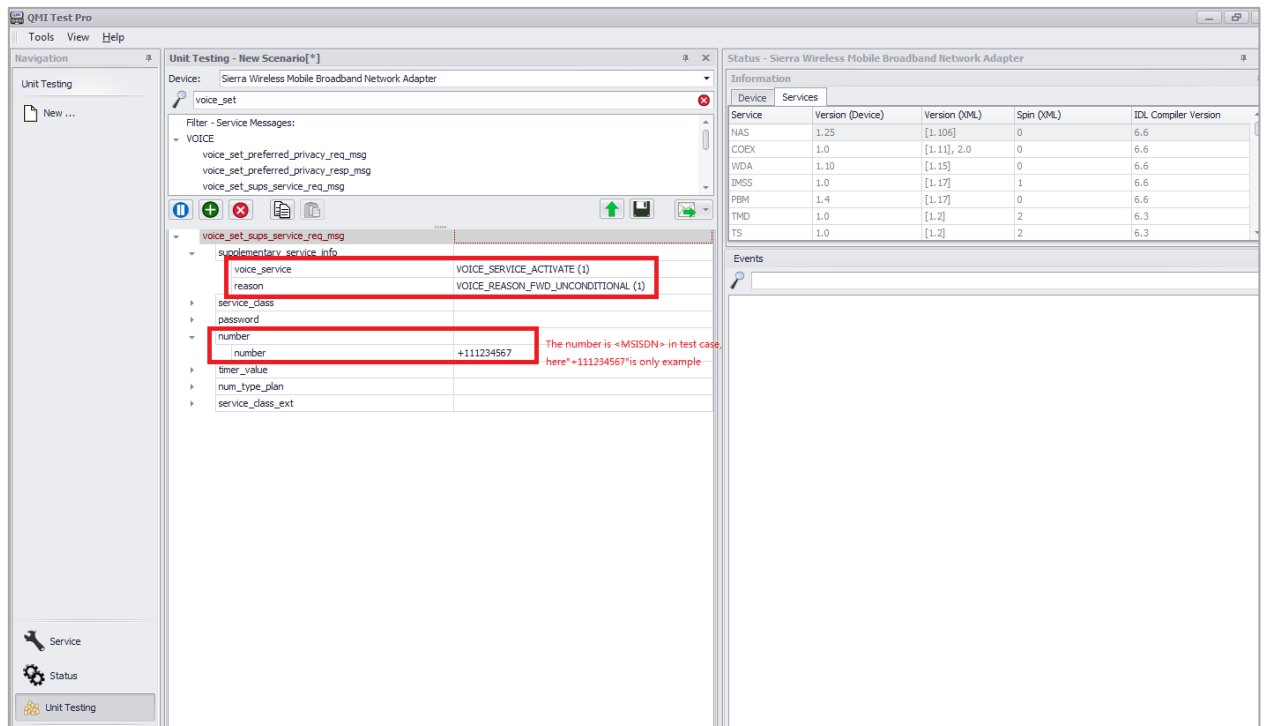 QMI Test Pro
Tools View Help
Navigation
Unit Testing
New ...
Service
Status
Unit Testing
Unit Testing - New Scenario[*]
Device: Sierra Wireless Mobile Broadband Network Adapter
voice_set
Filter - Service Messages:
VOICE
voice_set_preferred_privacy_req_msg
voice_set_preferred_privacy_resp_msg
voice_set_sups_service_req_msg
voice_set_sups_service_req_msg
supplementary_service_info
voice_service VOICE_SERVICE_ACTIVATE (1)
reason VOICE_REASON_FWD_UNCONDITIONAL (1)
service_class
password
number
number +111234567
The number is <MSISDN> in test case,
here"+111234567"is only example
timer_value
num_type_plan
service_class_ext
Status - Sierra Wireless Mobile Broadband Network Adapter
Information
Device Services
Service Version (Device) Version (XML) Spin (XML) IDL Compiler Version
NAS 1.25 [1.106] 0 6.6
COEX 1.0 [1.11], 2.0 0 6.6
WDA 1.10 [1.15] 0 6.6
IMSS 1.0 [1.17] 1 6.6
PBM 1.4 [1.17] 0 6.6
TMD 1.0 [1.2] 2 6.3
TS 1.0 [1.2] 2 6.3
Events